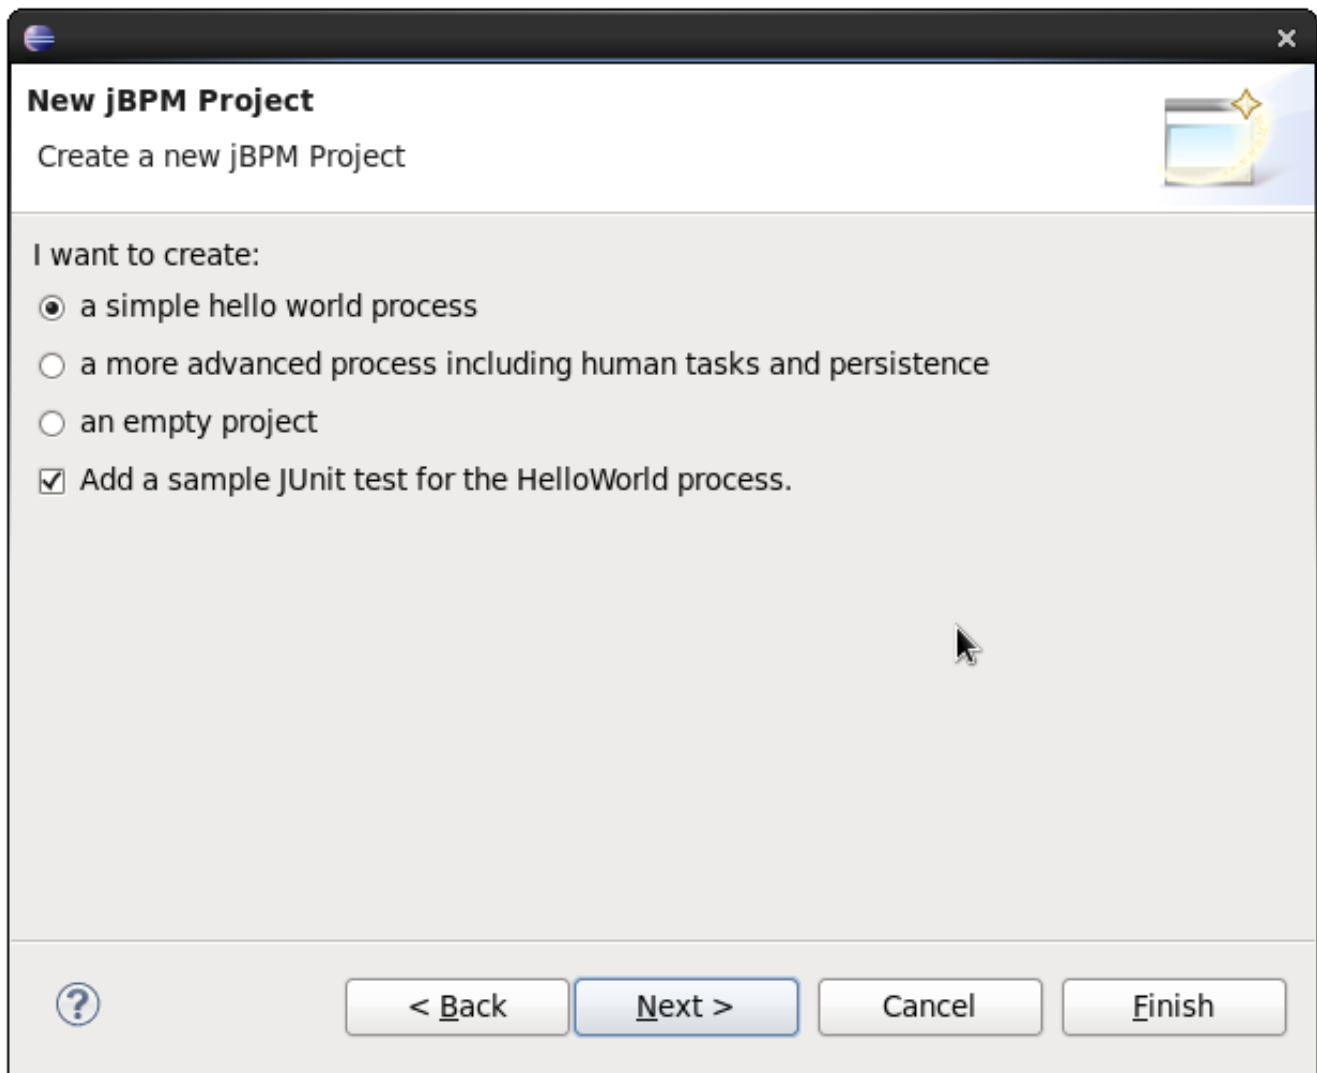 New jBPM Project
Create a new jBPM Project
I want to create:
a simple hello world process
a more advanced process including human tasks and persistence
an empty project
Add a sample JUnit test for the HelloWorld process.
? < Back Next > Cancel Finish